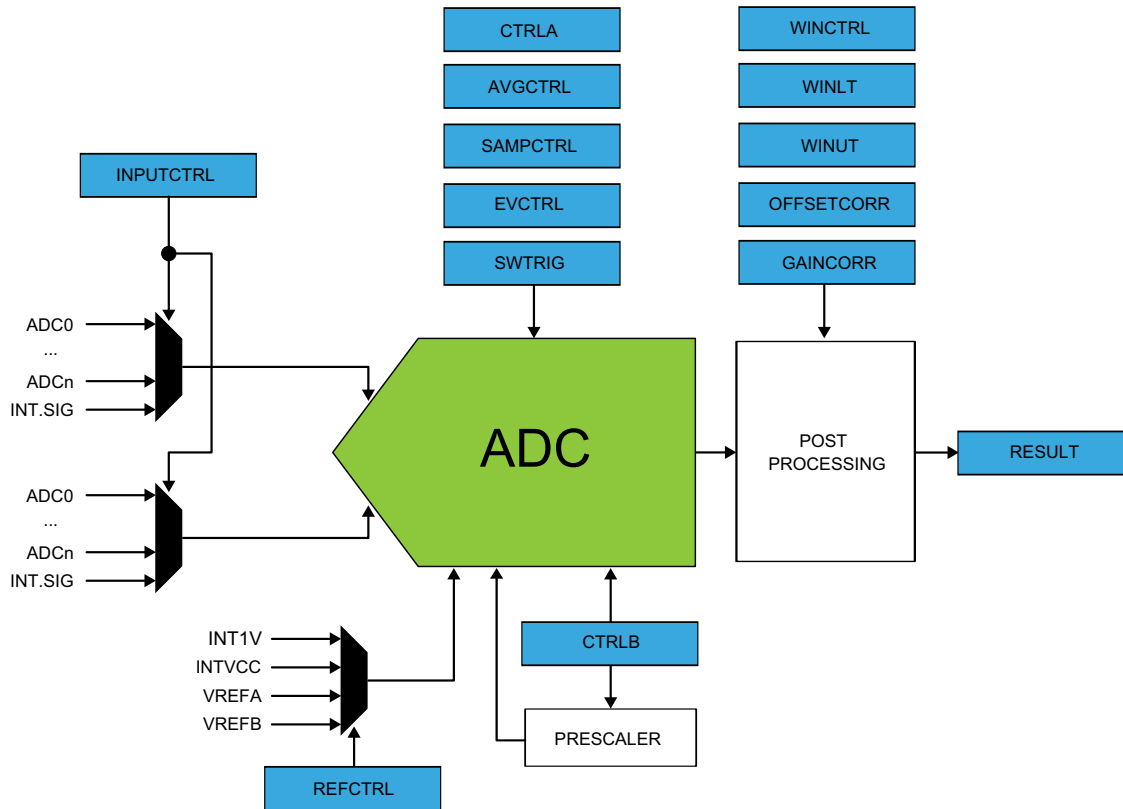 CTRLA
WINCTRL
AVGCTRL
WINLT
SAMPCTRL
WINUT
INPUTCTRL
EVCTRL
OFFSETCORR
SWTRIG
GAINCORR
ADC0
...
ADCn
INT.SIG
ADC
POST
PROCESSING
RESULT
ADC0
...
ADCn
INT.SIG
INT1V
INTVCC
VREFA
VREFB
CTRLB
PRESCALER
REFCTRL